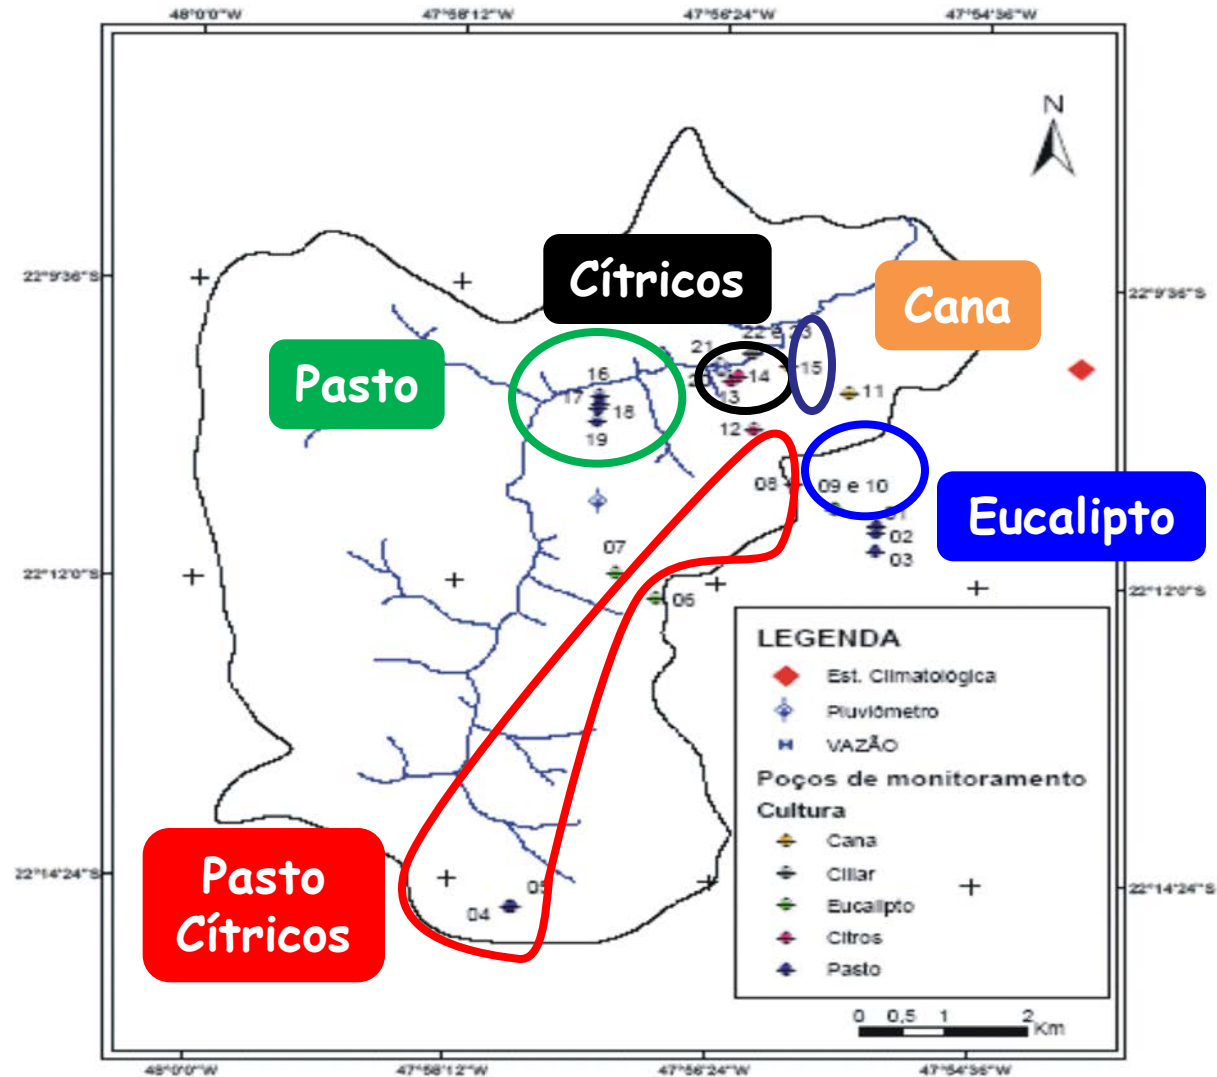 48°0'0"W 47°58'12"W 47°56'24"W 47°54'36"W
N
22°9'36"S
22°9'36"S
Cítricos
Cana
Pasto
22 e 23
21
15
16
14
17
18
13
11
19
12
08
09 e 10
Eucalipto
02
03
07
22°12'0"S
22°12'0"S
06
LEGENDA
Est. Climatológica
Pluviômetro
VAZÃO
Poços de monitoramento
Cultura
Cana
Ciliar
Eucalipto
Citros
Pasto
Pasto
Cítricos
22°14'24"S
22°14'24"S
05
04
0 0,5 1 2
Km
48°0'0"W 47°58'12"W 47°56'24"W 47°54'36"W